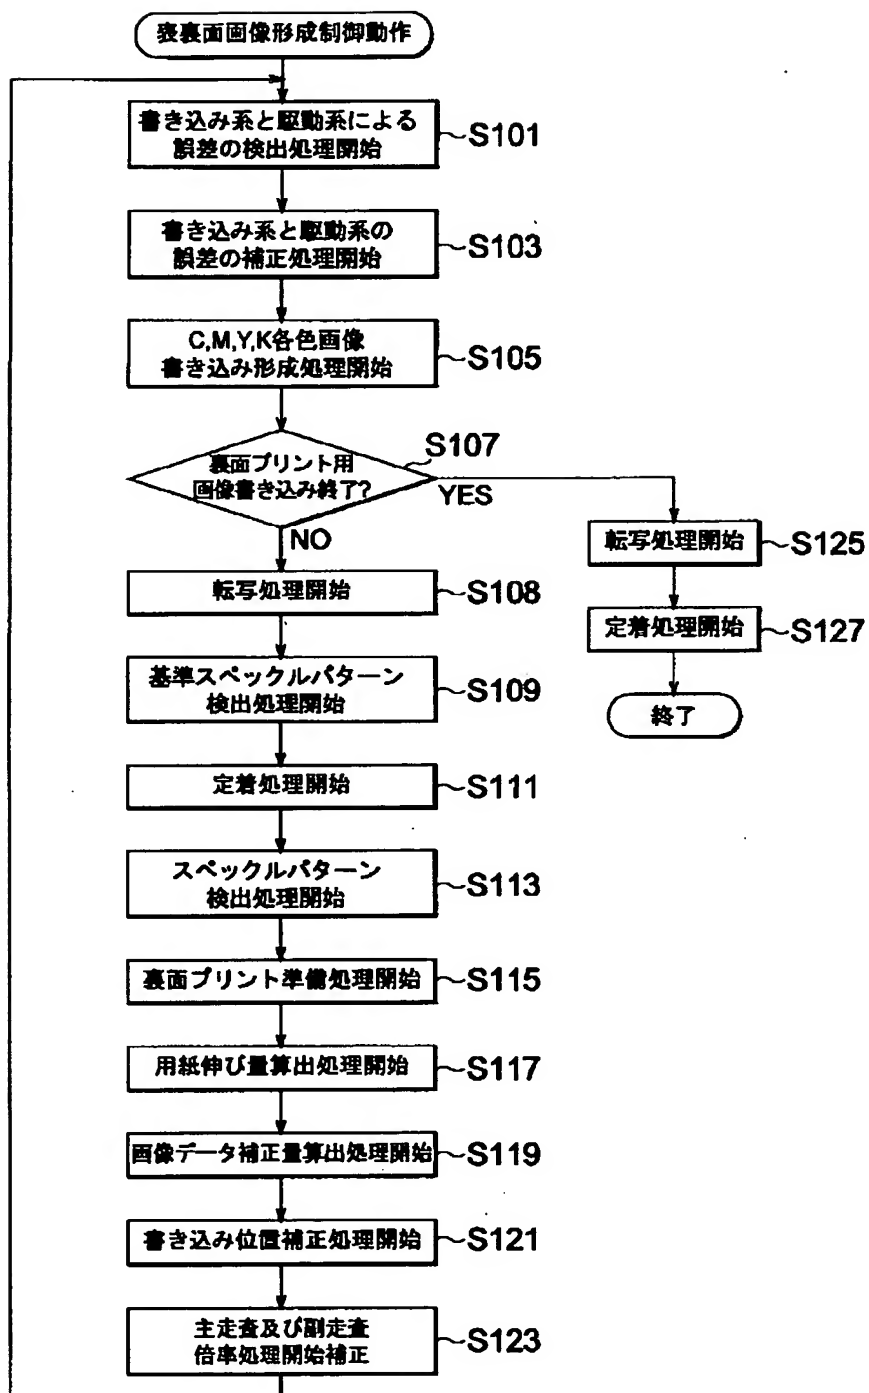 表裏面画像形成制御動作
書き込み系と駆動系による
誤差の検出処理開始
S101
書き込み系と駆動系の
誤差の補正処理開始
S103
C,M,Y,K各色画像
書き込み形成処理開始
S105
S107
裏面プリント用
画像書き込み終了?
YES
NO
転写処理開始
S125
定着処理開始
S127
終了
転写処理開始
S108
基準スペックルパターン
検出処理開始
S109
定着処理開始
S111
スペックルパターン
検出処理開始
S113
裏面プリント準備処理開始
S115
用紙伸び量算出処理開始
S117
画像データ補正量算出処理開始
S119
書き込み位置補正処理開始
S121
主走査及び副走査
倍率処理開始補正
S123